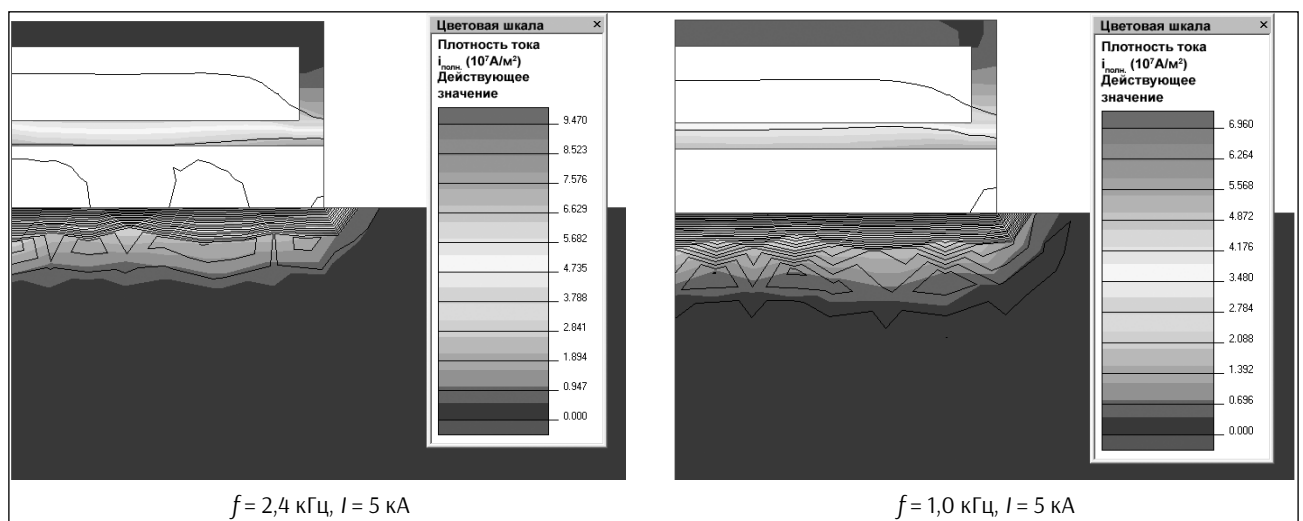 Цветовая шкала ×
Плотность тока
iполн. (10⁷А/м²)
Действующее
значение
9.470
8.523
7.576
6.629
5.682
4.735
3.788
2.841
1.894
0.947
0.000
f = 2,4 кГц, I = 5 кА
Цветовая шкала ×
Плотность тока
iполн. (10⁷А/м²)
Действующее
значение
6.960
6.264
5.568
4.872
4.176
3.480
2.784
2.088
1.392
0.696
0.000
f = 1,0 кГц, I = 5 кА